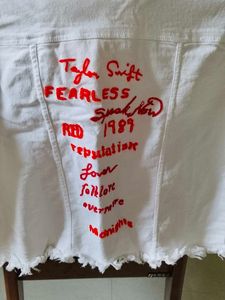 Taylor Swift
FEARLESS
Speak Now
RED 1989
reputation
Lover
folklore
evermore
Midnights